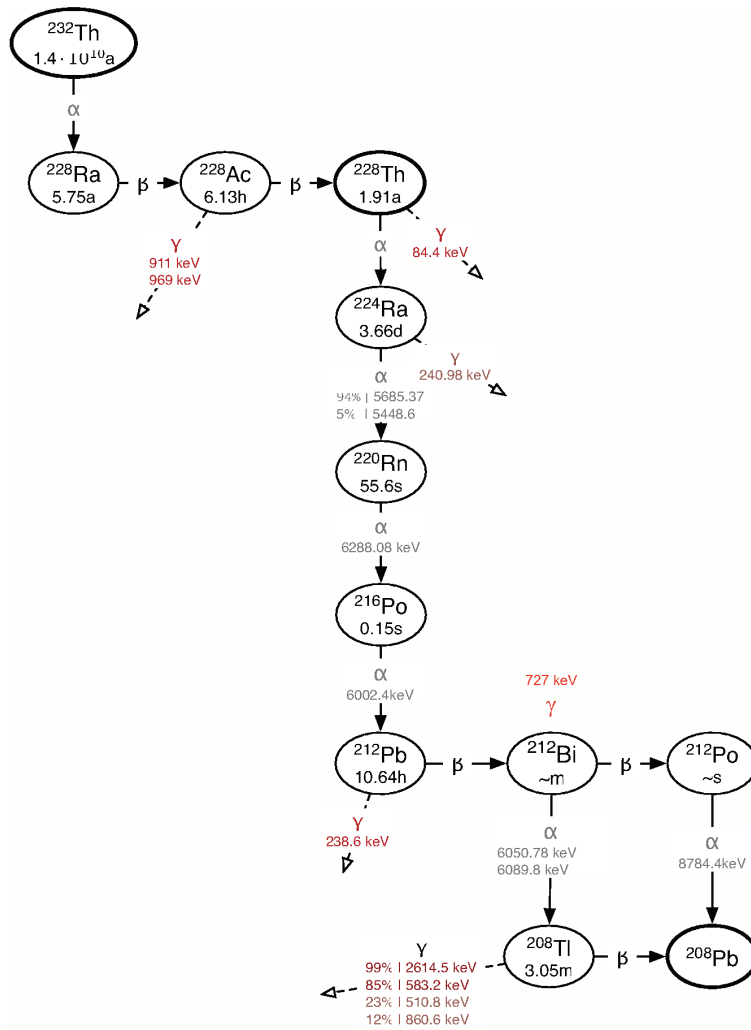 ²³²Th
1.4 · 10¹⁰a
α
²²⁸Ra
5.75a
β
²²⁸Ac
6.13h
β
²²⁸Th
1.91a
γ
911 keV
969 keV
α
γ
84.4 keV
²²⁴Ra
3.66d
γ
240.98 keV
α
94% | 5685.37
5% | 5448.6
²²⁰Rn
55.6s
α
6288.08 keV
²¹⁶Po
0.15s
α
6002.4keV
727 keV
γ
²¹²Pb
10.64h
β
²¹²Bi
~m
β
²¹²Po
~s
γ
238.6 keV
α
6050.78 keV
6089.8 keV
α
8784.4keV
²⁰⁸Tl
3.05m
β
²⁰⁸Pb
γ
99% | 2614.5 keV
85% | 583.2 keV
23% | 510.8 keV
12% | 860.6 keV